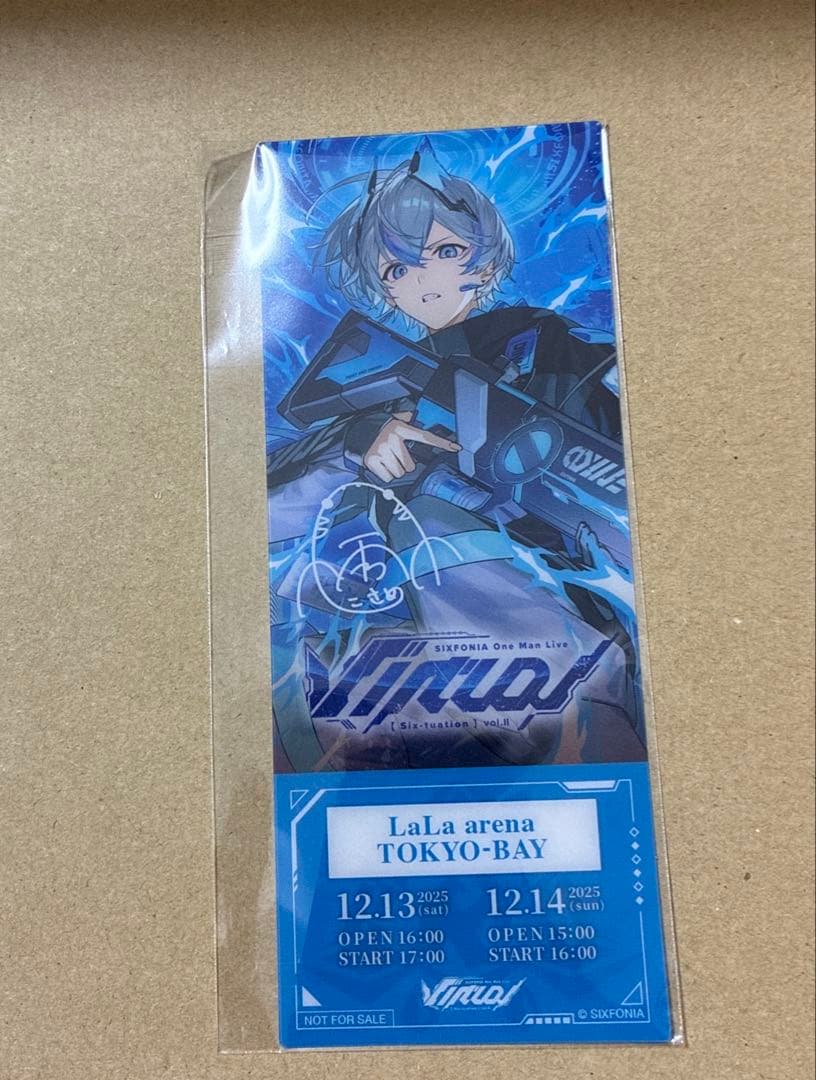 雨
こさめ
SIXFONIA One Man Live
[ Six-tuation ] vol.II
LaLa arena
TOKYO-BAY
12.13 2025 (sat)
OPEN 16:00
START 17:00
12.14 2025 (sun)
OPEN 15:00
START 16:00
NOT FOR SALE
© SIXFONIA